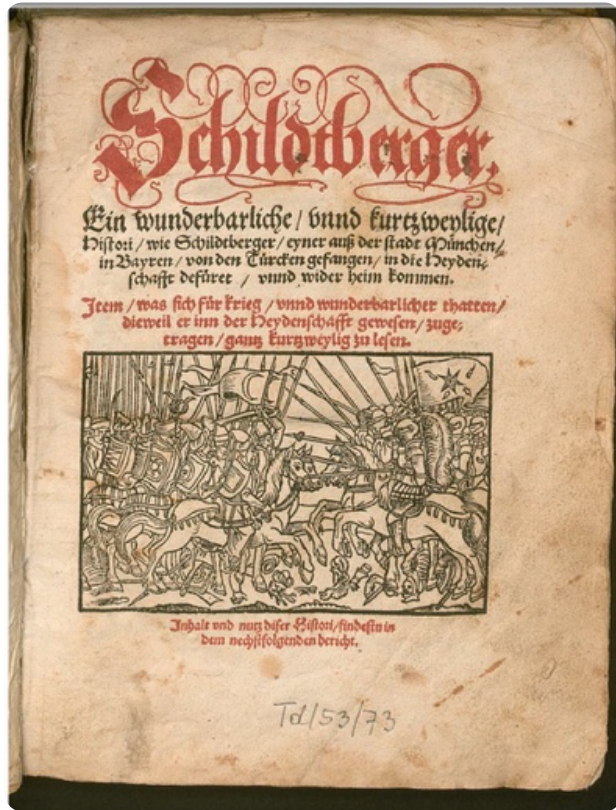 Schildtberger,
Ein wunderbarliche / vnnd kurtzweylige /
Histori / wie Schildtberger / eyner auß der stadt München /
in Bayren / von den Türcken gefangen / in die Heyden-
schafft gefüret / vnnd wider heim kommen.
Item / was sich für krieg / vnnd wunderbarlicher thatten /
dieweil er inn der Heydenschafft gewesen / zuge-
tragen / gantz kurtzweylig zu lesen.
Inhalt vnd nutz diser Histori / findestu in
dem nechstfolgenden bericht.
Td/53/73